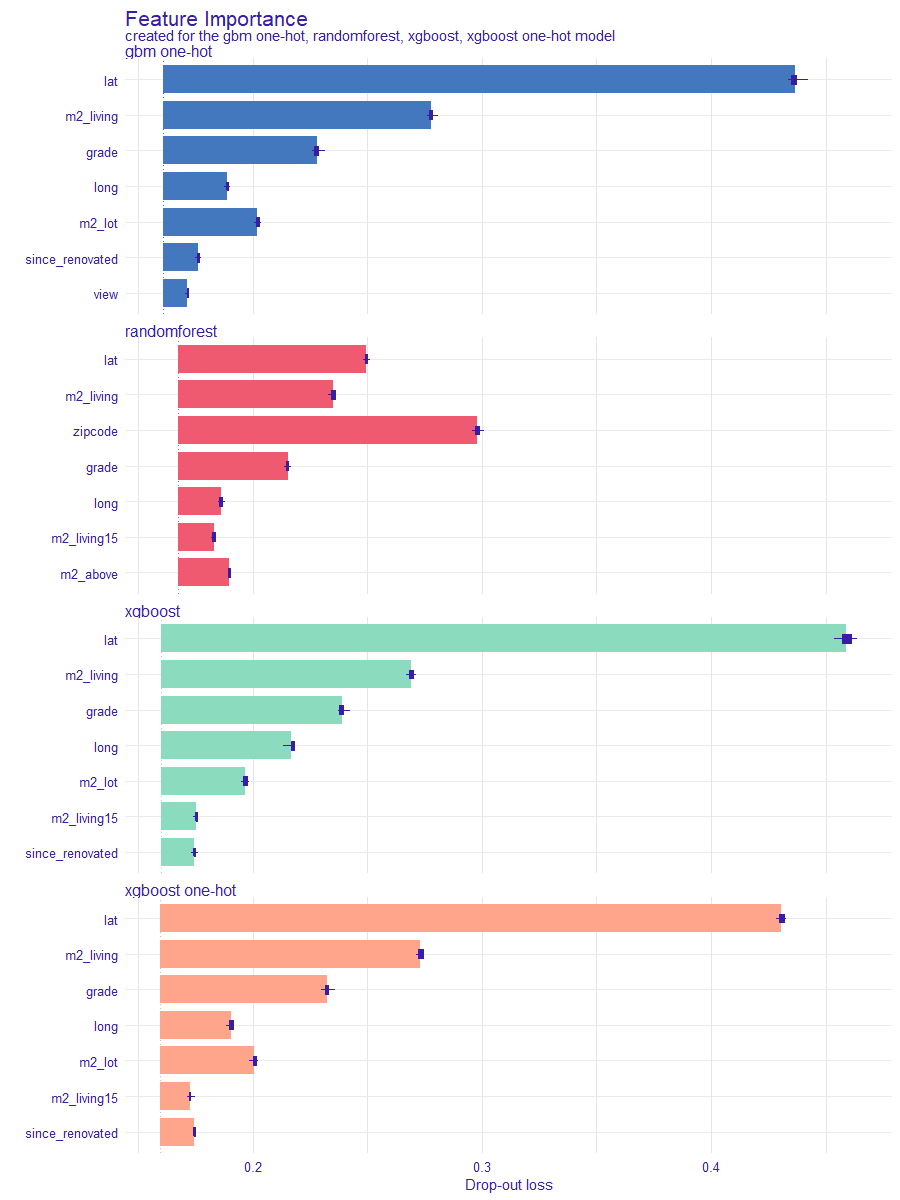 Feature Importance
created for the gbm one-hot, randomforest, xgboost, xgboost one-hot model
gbm one-hot
lat
m2_living
grade
long
m2_lot
since_renovated
view
randomforest
lat
m2_living
zipcode
grade
long
m2_living15
m2_above
xgboost
lat
m2_living
grade
long
m2_lot
m2_living15
since_renovated
xgboost one-hot
lat
m2_living
grade
long
m2_lot
m2_living15
since_renovated
0.2 0.3 0.4
Drop-out loss